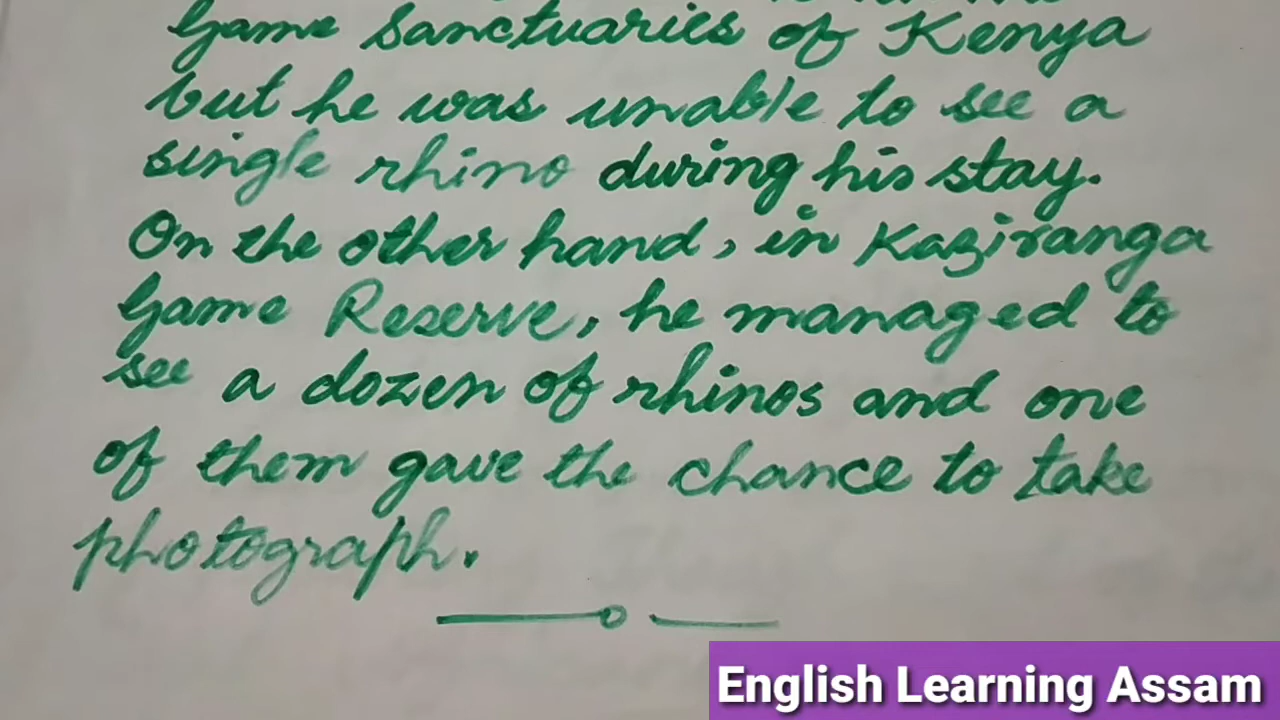 Game Sanctuaries of Kenya
but he was unable to see a
single rhino during his stay.
On the other hand, in Kaziranga
Game Reserve, he managed to
see a dozen of rhinos and one
of them gave the chance to take
photograph.
English Learning Assam